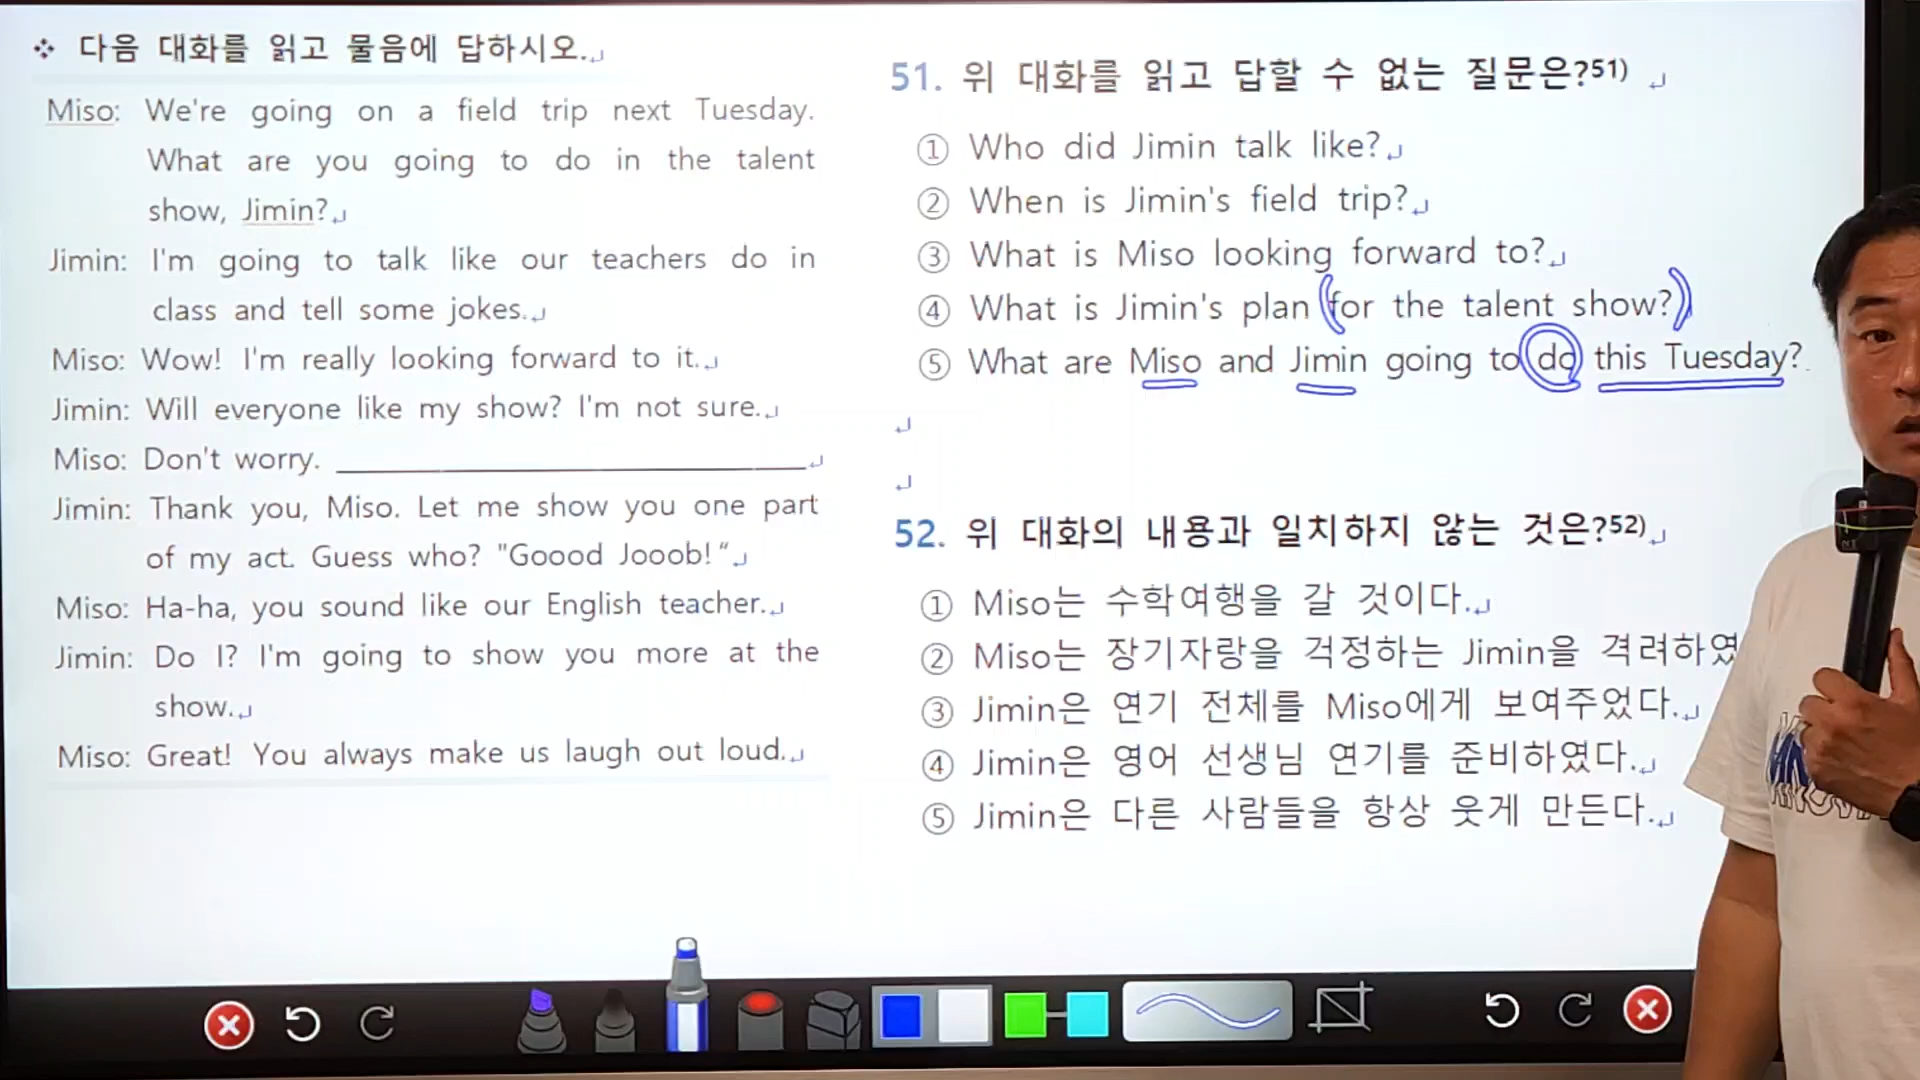 ❖ 다음 대화를 읽고 물음에 답하시오.
Miso: We're going on a field trip next Tuesday.
What are you going to do in the talent
show, Jimin?
Jimin: I'm going to talk like our teachers do in
class and tell some jokes.
Miso: Wow! I'm really looking forward to it.
Jimin: Will everyone like my show? I'm not sure.
Miso: Don't worry. ____________________
Jimin: Thank you, Miso. Let me show you one part
of my act. Guess who? "Goood Jooob!“
Miso: Ha-ha, you sound like our English teacher.
Jimin: Do I? I'm going to show you more at the
show.
Miso: Great! You always make us laugh out loud.
51. 위 대화를 읽고 답할 수 없는 질문은?51)
① Who did Jimin talk like?
② When is Jimin's field trip?
③ What is Miso looking forward to?
④ What is Jimin's plan (for the talent show?)
⑤ What are Miso and Jimin going to do this Tuesday?
52. 위 대화의 내용과 일치하지 않는 것은?52)
① Miso는 수학여행을 갈 것이다.
② Miso는 장기자랑을 걱정하는 Jimin을 격려하였
③ Jimin은 연기 전체를 Miso에게 보여주었다.
④ Jimin은 영어 선생님 연기를 준비하였다.
⑤ Jimin은 다른 사람들을 항상 웃게 만든다.